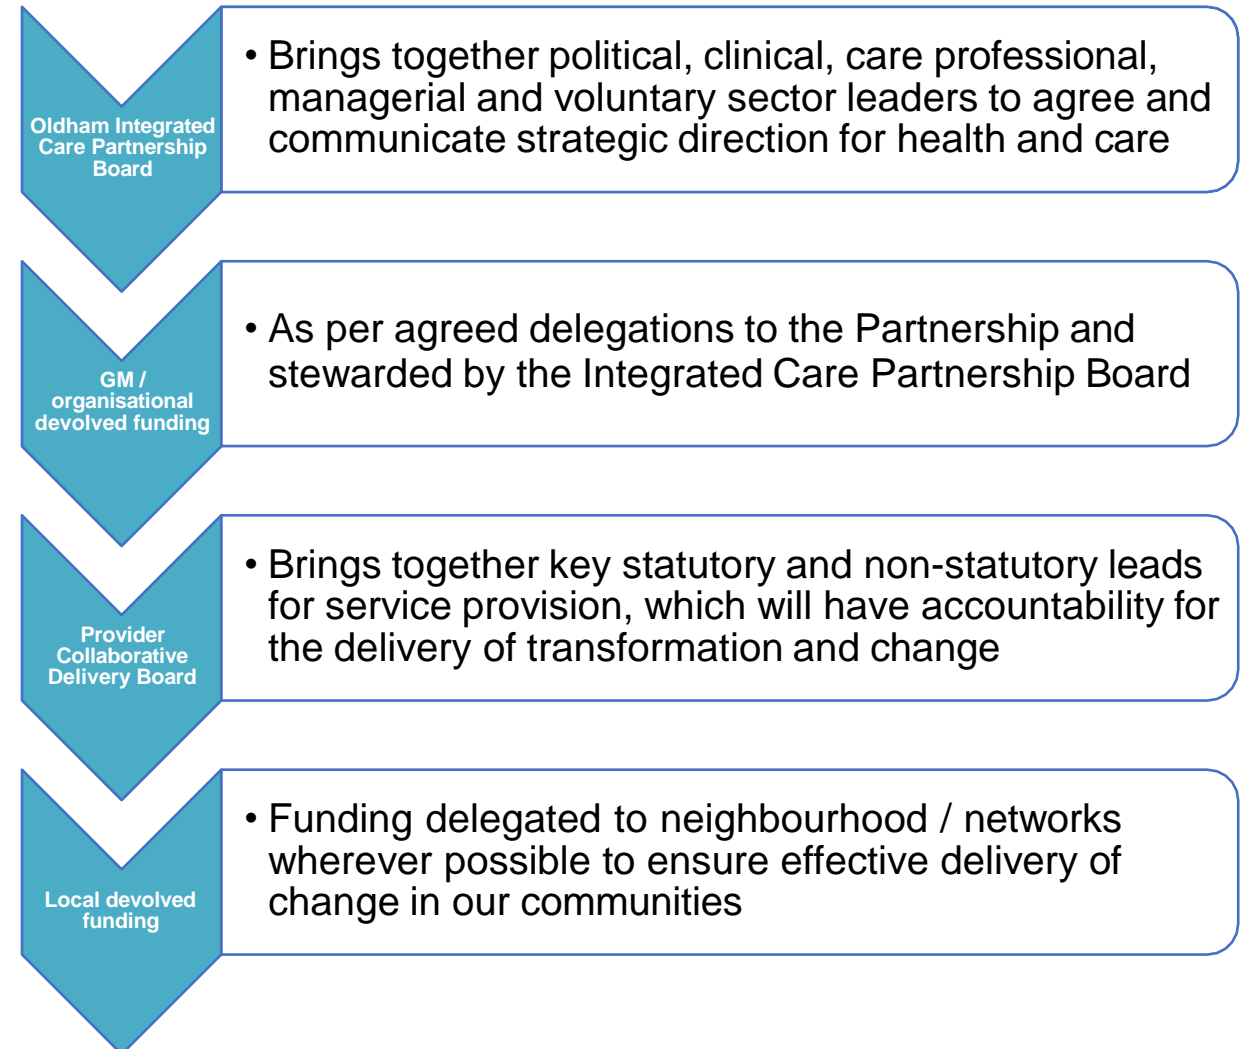 Oldham Integrated
Care Partnership
Board
• Brings together political, clinical, care professional,
managerial and voluntary sector leaders to agree and
communicate strategic direction for health and care
GM /
organisational
devolved funding
• As per agreed delegations to the Partnership and
stewarded by the Integrated Care Partnership Board
Provider
Collaborative
Delivery Board
• Brings together key statutory and non-statutory leads
for service provision, which will have accountability for
the delivery of transformation and change
Local devolved
funding
• Funding delegated to neighbourhood / networks
wherever possible to ensure effective delivery of
change in our communities